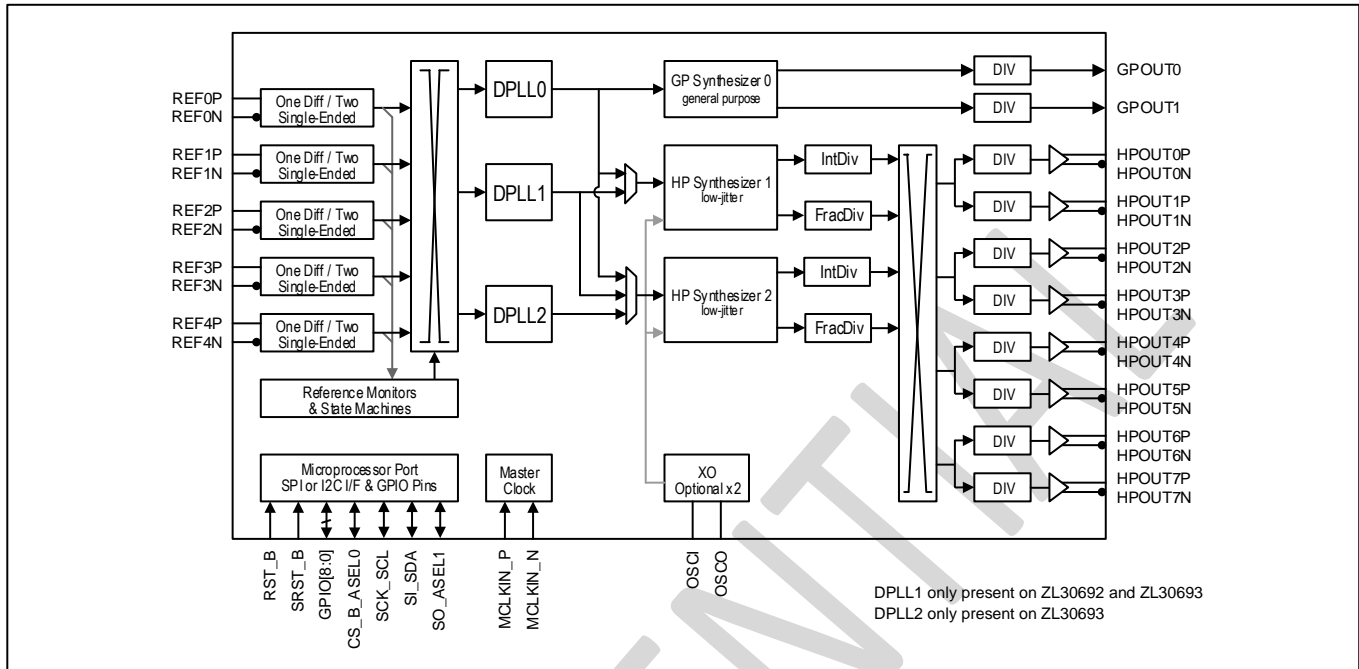 REF0P
REF0N
REF1P
REF1N
REF2P
REF2N
REF3P
REF3N
REF4P
REF4N
One Diff / Two
Single-Ended
One Diff / Two
Single-Ended
One Diff / Two
Single-Ended
One Diff / Two
Single-Ended
One Diff / Two
Single-Ended
Reference Monitors
& State Machines
DPLL0
DPLL1
DPLL2
GP Synthesizer 0
general purpose
HP Synthesizer 1
low-jitter
HP Synthesizer 2
low-jitter
IntDiv
FracDiv
IntDiv
FracDiv
DIV
DIV
DIV
DIV
DIV
DIV
DIV
DIV
DIV
DIV
GPOUT0
GPOUT1
HPOUT0P
HPOUT0N
HPOUT1P
HPOUT1N
HPOUT2P
HPOUT2N
HPOUT3P
HPOUT3N
HPOUT4P
HPOUT4N
HPOUT5P
HPOUT5N
HPOUT6P
HPOUT6N
HPOUT7P
HPOUT7N
Microprocessor Port
SPI or I2C I/F & GPIO Pins
Master
Clock
XO
Optional x2
RST_B
SRST_B
GPIO[8:0]
CS_B_ASEL0
SCK_SCL
SI_SDA
SO_ASEL1
MCLKIN_P
MCLKIN_N
OSCI
OSCO
DPLL1 only present on ZL30692 and ZL30693
DPLL2 only present on ZL30693
ENTIAL